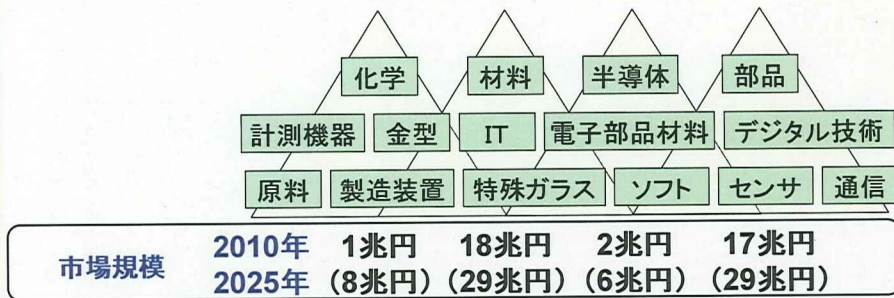 化学 材料 半導体 部品
計測機器 金型 IT 電子部品材料 デジタル技術
原料 製造装置 特殊ガラス ソフト センサ 通信
市場規模
2010年 1兆円 18兆円 2兆円 17兆円
2025年 (8兆円) (29兆円) (6兆円) (29兆円)